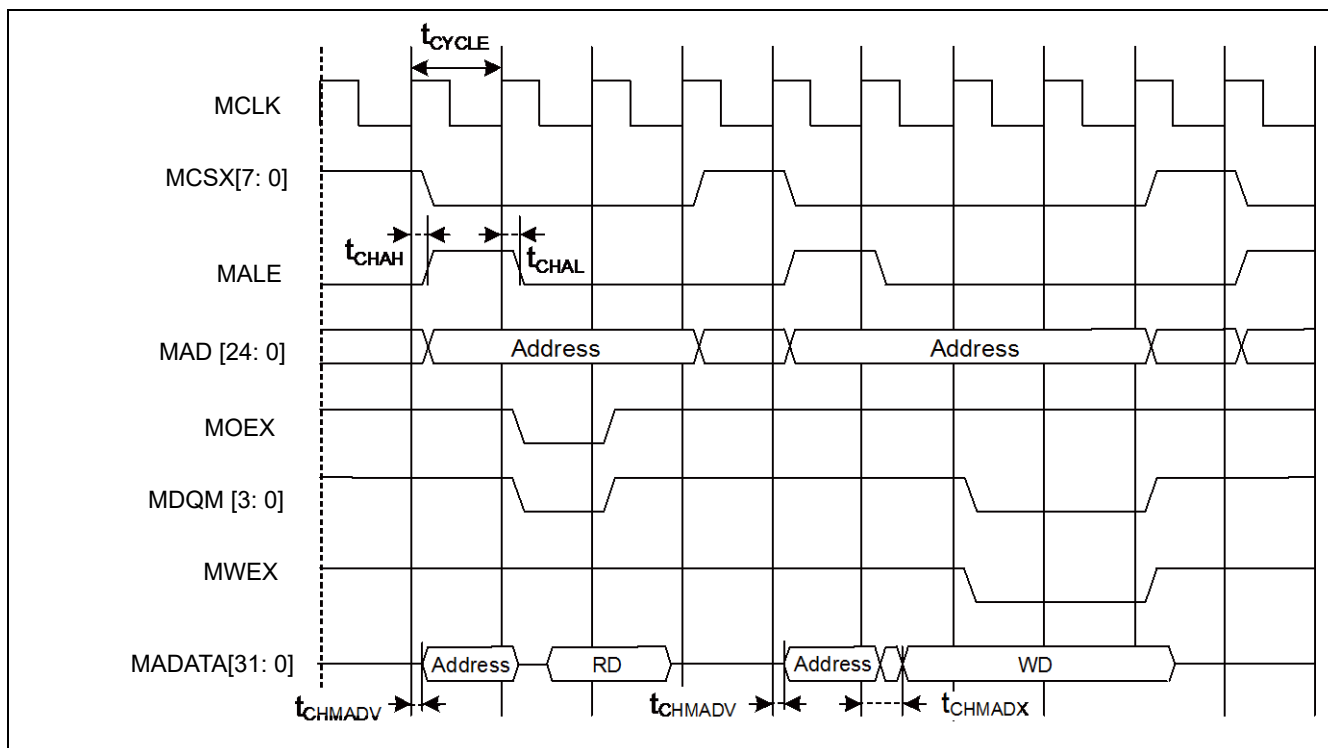 tCYCLE
MCLK
MCSX[7: 0]
tCHAH
tCHAL
MALE
MAD [24: 0]
Address
Address
MOEX
MDQM [3: 0]
MWEX
MADATA[31: 0]
Address
RD
Address
WD
tCHMADV
tCHMADV
tCHMADX